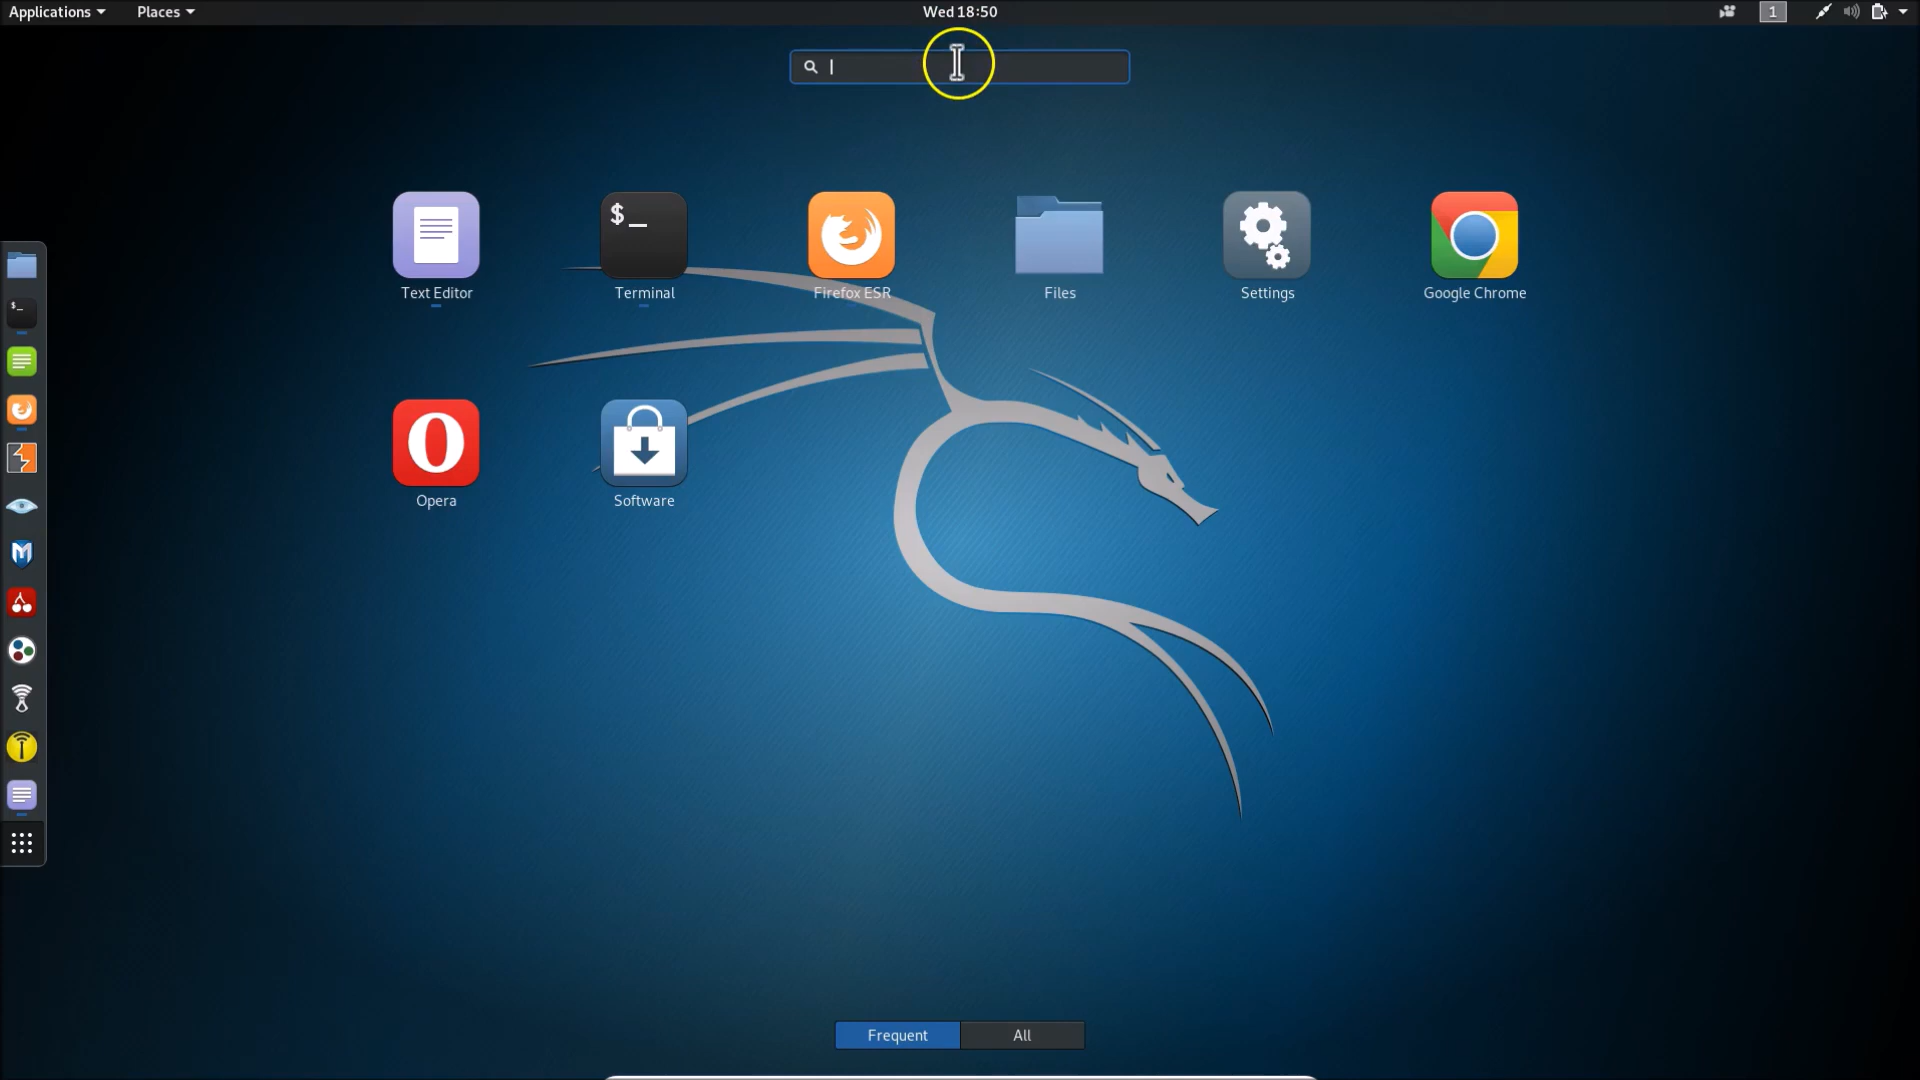 Applications Places Wed 18:50 1
$_
Text Editor Terminal Firefox ESR Files Settings Google Chrome
Opera Software
Frequent All